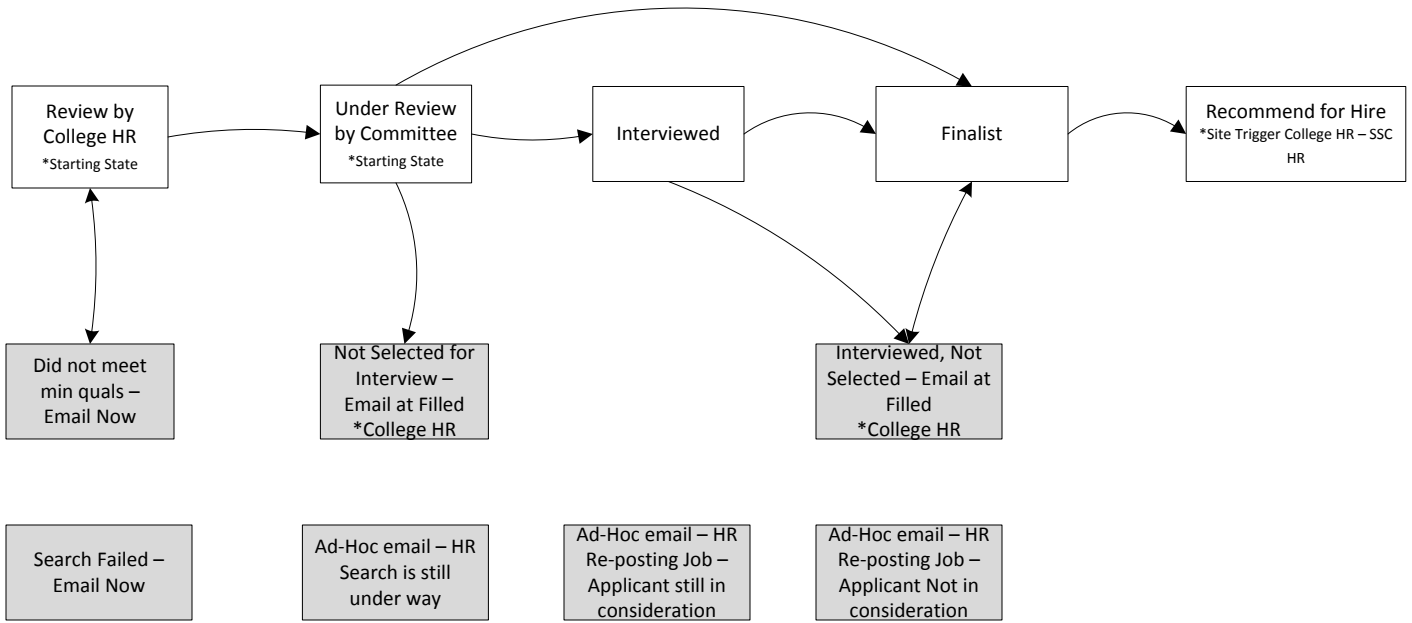 Review by
College HR
*Starting State
Under Review
by Committee
*Starting State
Interviewed
Finalist
Recommend for Hire
*Site Trigger College HR – SSC
HR
Did not meet
min quals –
Email Now
Not Selected for
Interview –
Email at Filled
*College HR
Interviewed, Not
Selected – Email at
Filled
*College HR
Search Failed –
Email Now
Ad-Hoc email – HR
Search is still
under way
Ad-Hoc email – HR
Re-posting Job –
Applicant still in
consideration
Ad-Hoc email – HR
Re-posting Job –
Applicant Not in
consideration